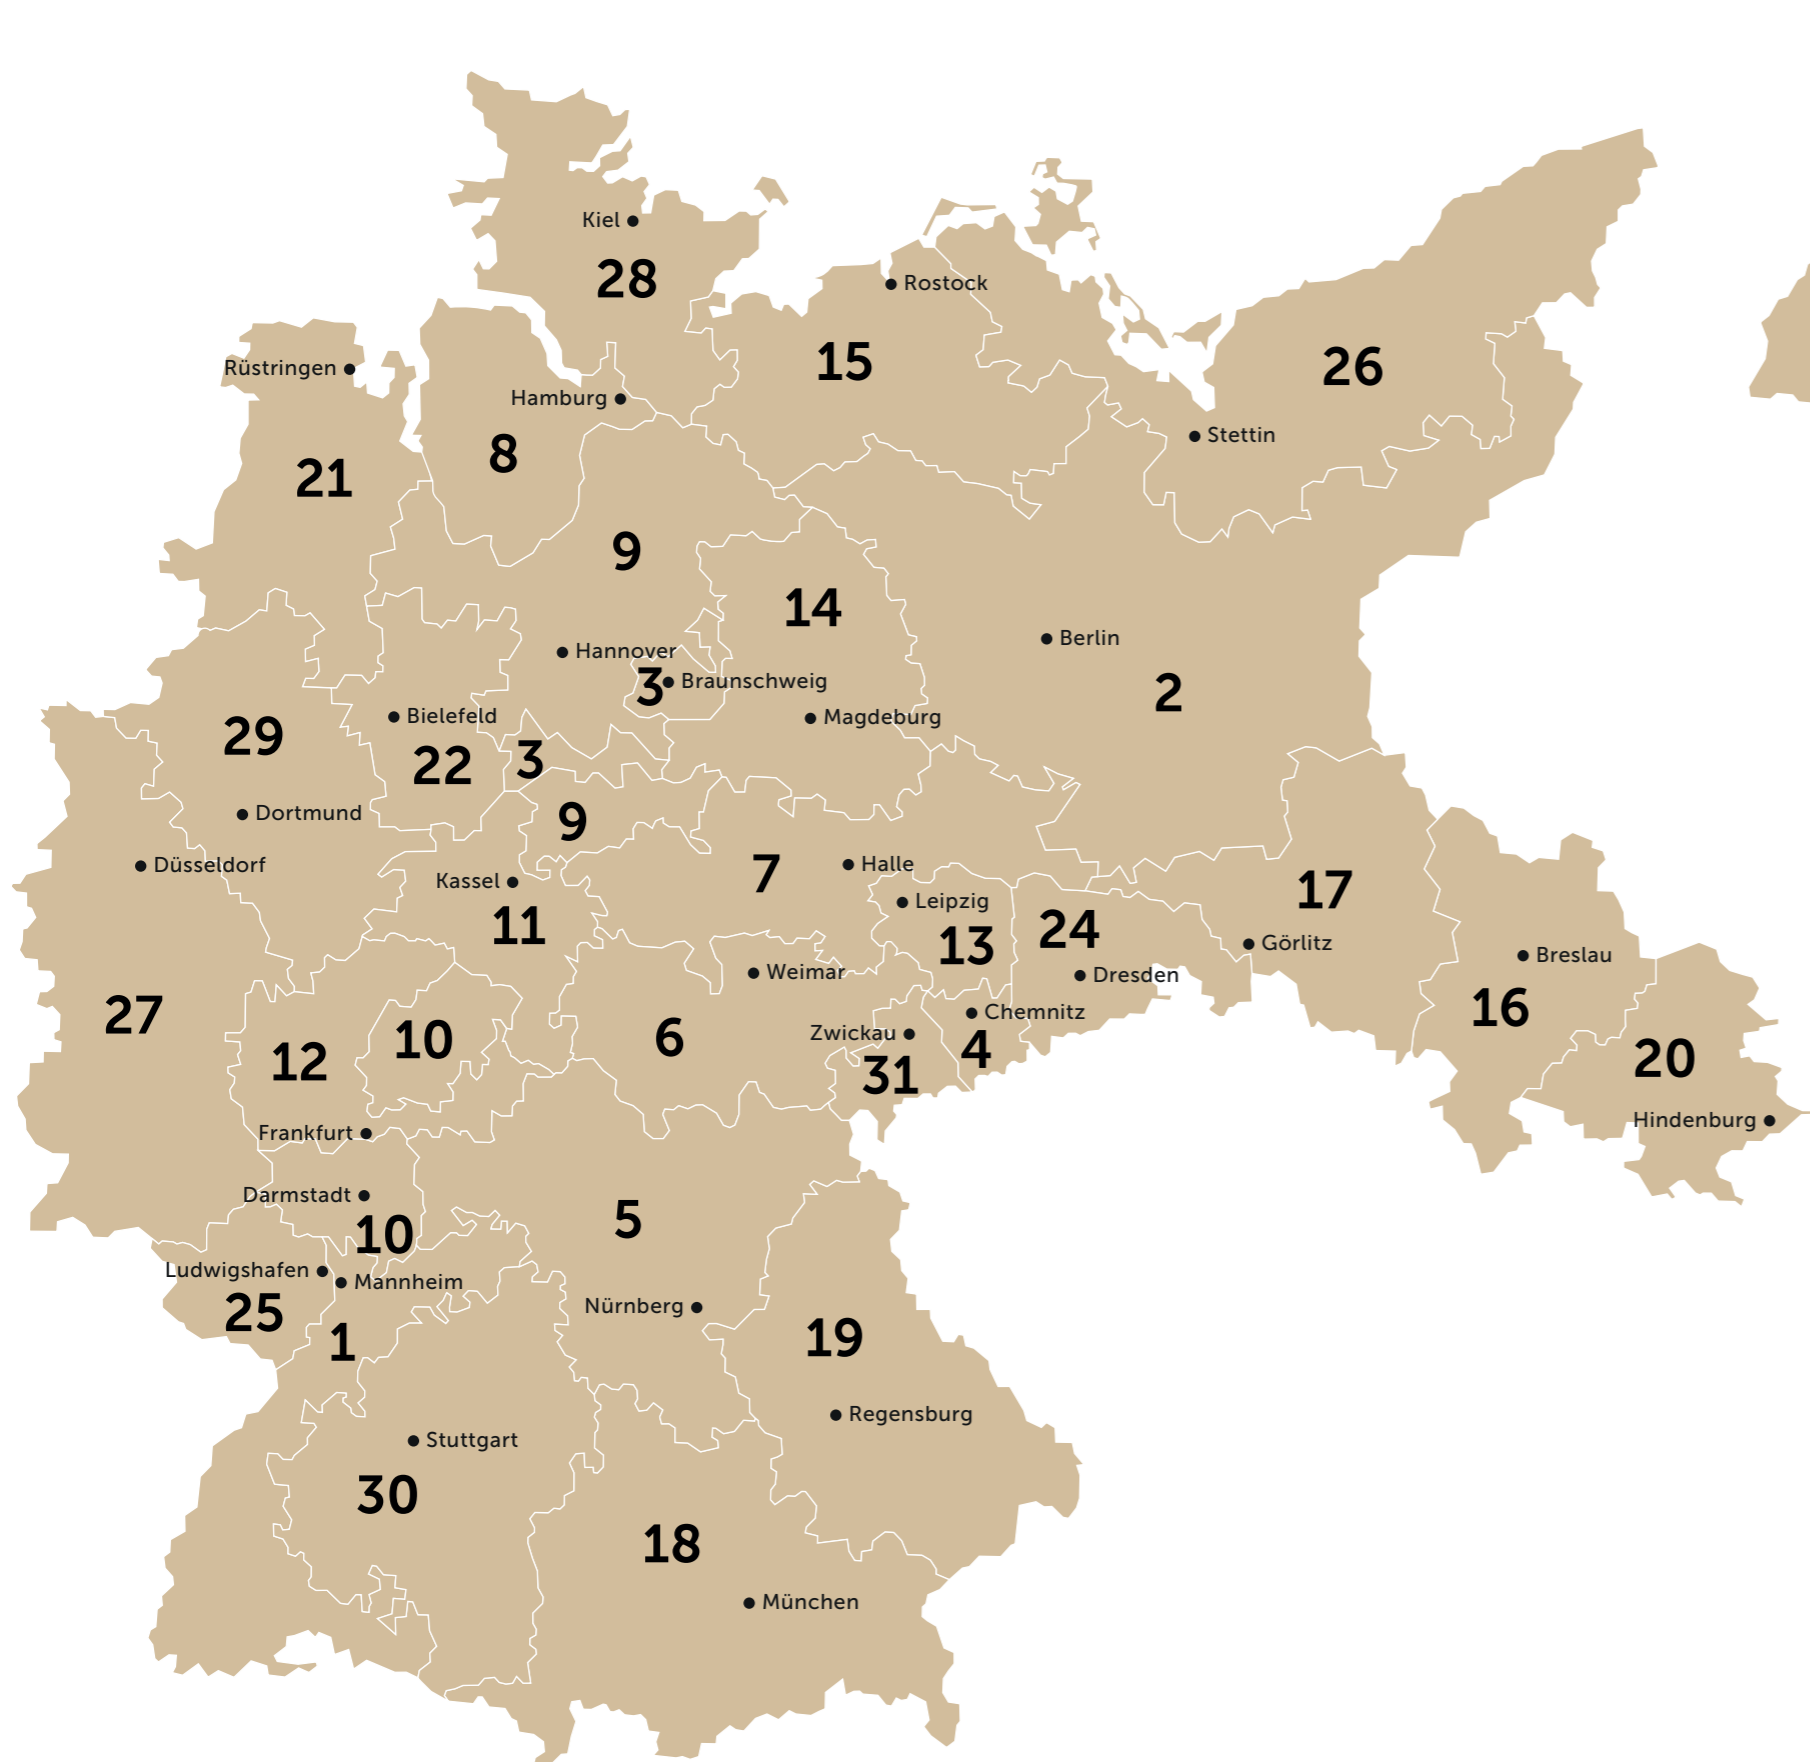 Kiel
28
Rostock
15
26
Rüstringen
Hamburg
Stettin
8
21
9
14
Berlin
Hannover
3
Braunschweig
2
Bielefeld
Magdeburg
29
22
3
Dortmund
9
Düsseldorf
7
Halle
Kassel
17
Leipzig
11
24
13
Görlitz
Breslau
Weimar
Dresden
27
16
Chemnitz
Zwickau
6
10
4
12
31
20
Hindenburg
Frankfurt
Darmstadt
5
10
Ludwigshafen
Mannheim
25
Nürnberg
1
19
Regensburg
Stuttgart
30
18
München